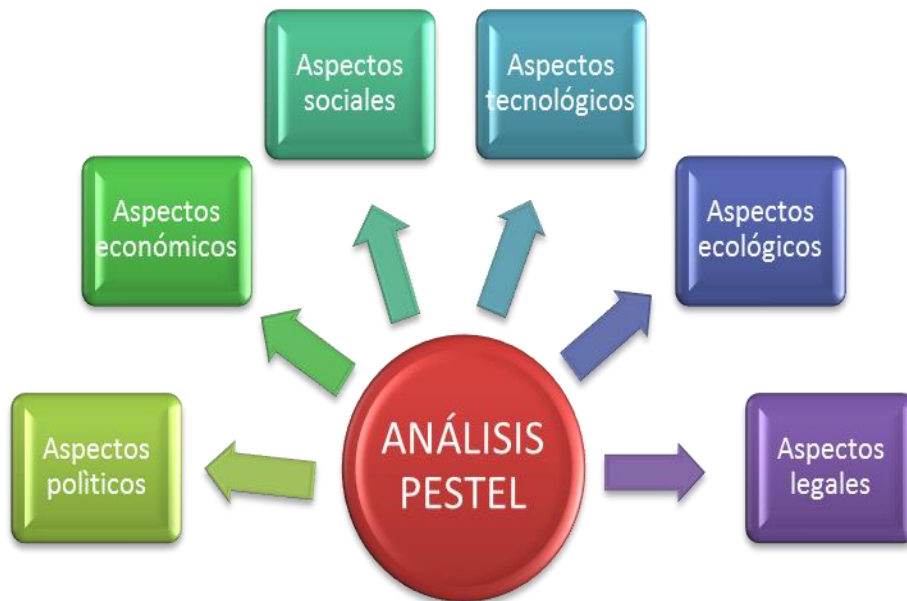 Aspectos
sociales
Aspectos
tecnológicos
Aspectos
económicos
Aspectos
ecológicos
Aspectos
polìticos
ANÁLISIS
PESTEL
Aspectos
legales